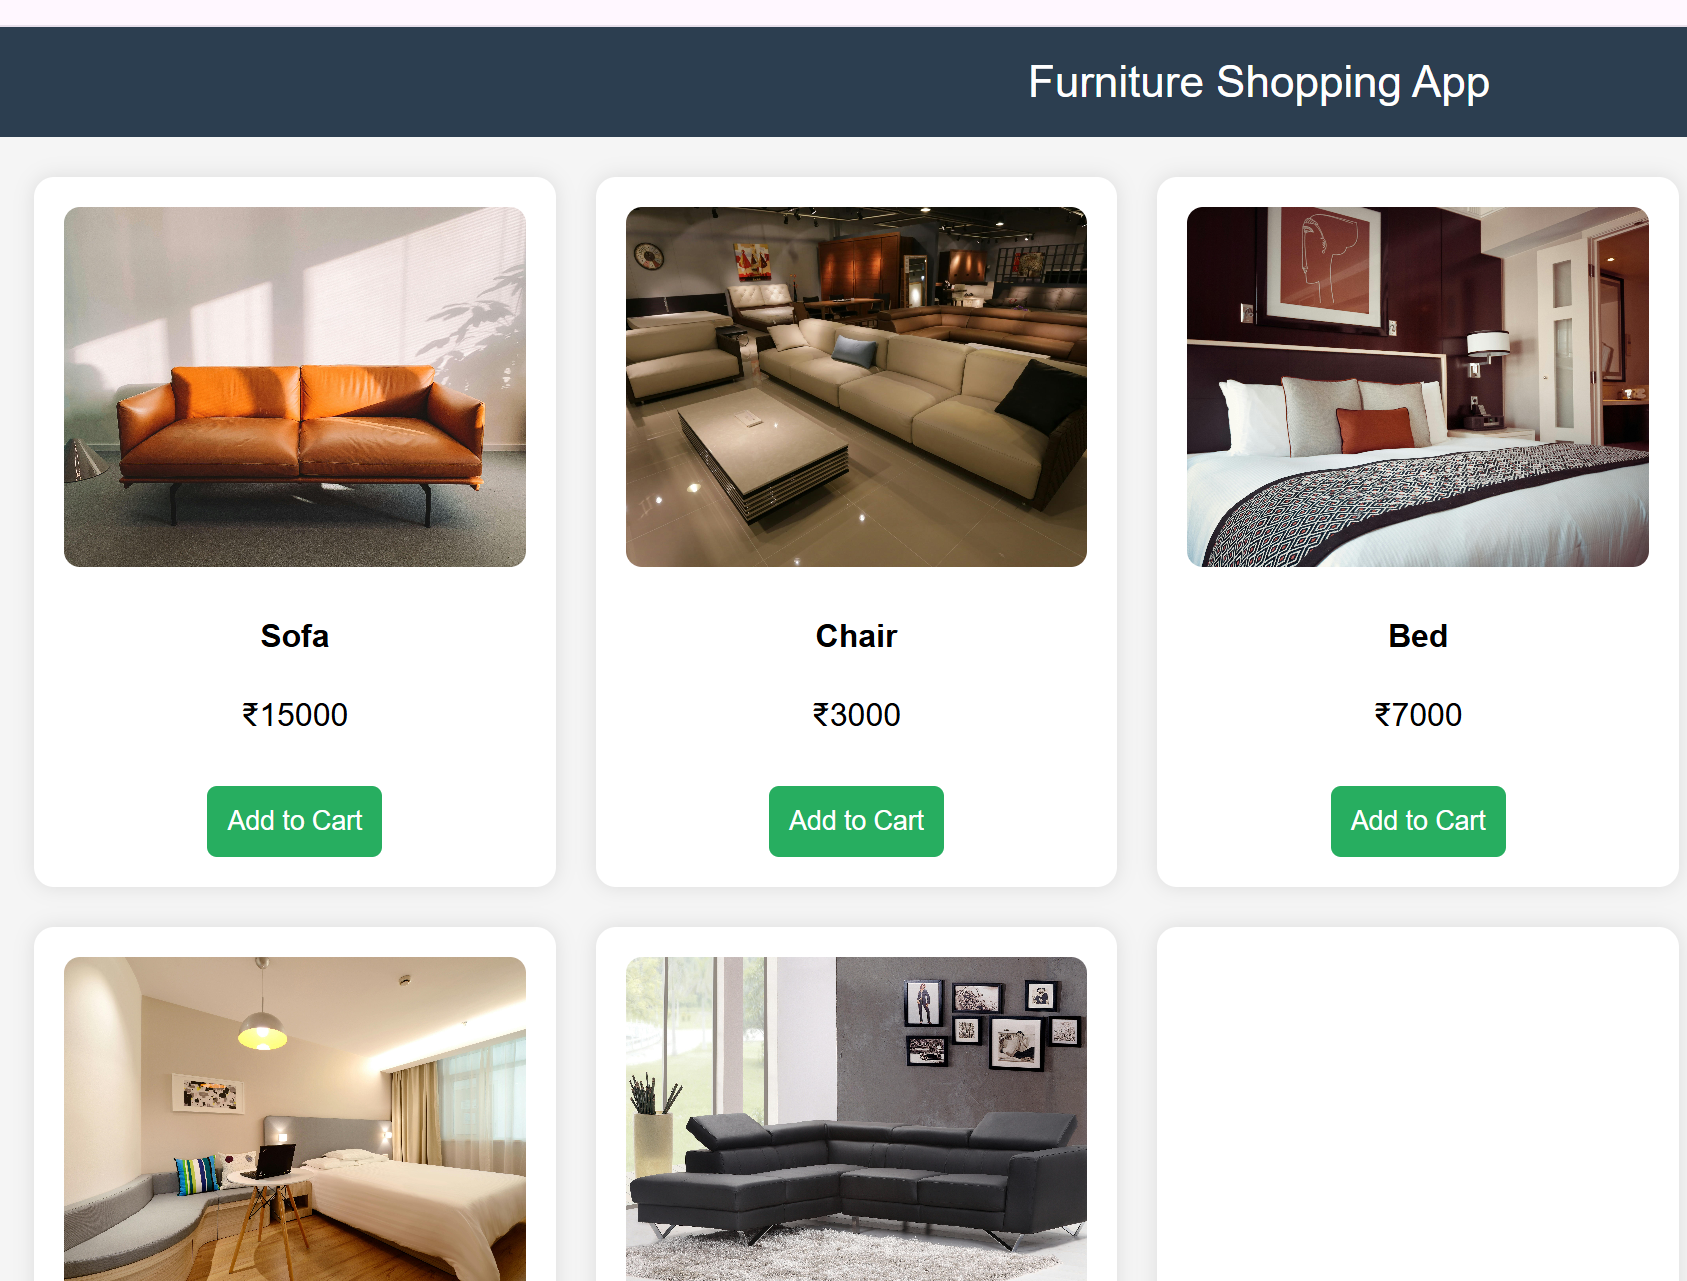 Furniture Shopping App
Sofa
₹15000
Add to Cart
Chair
₹3000
Add to Cart
Bed
₹7000
Add to Cart